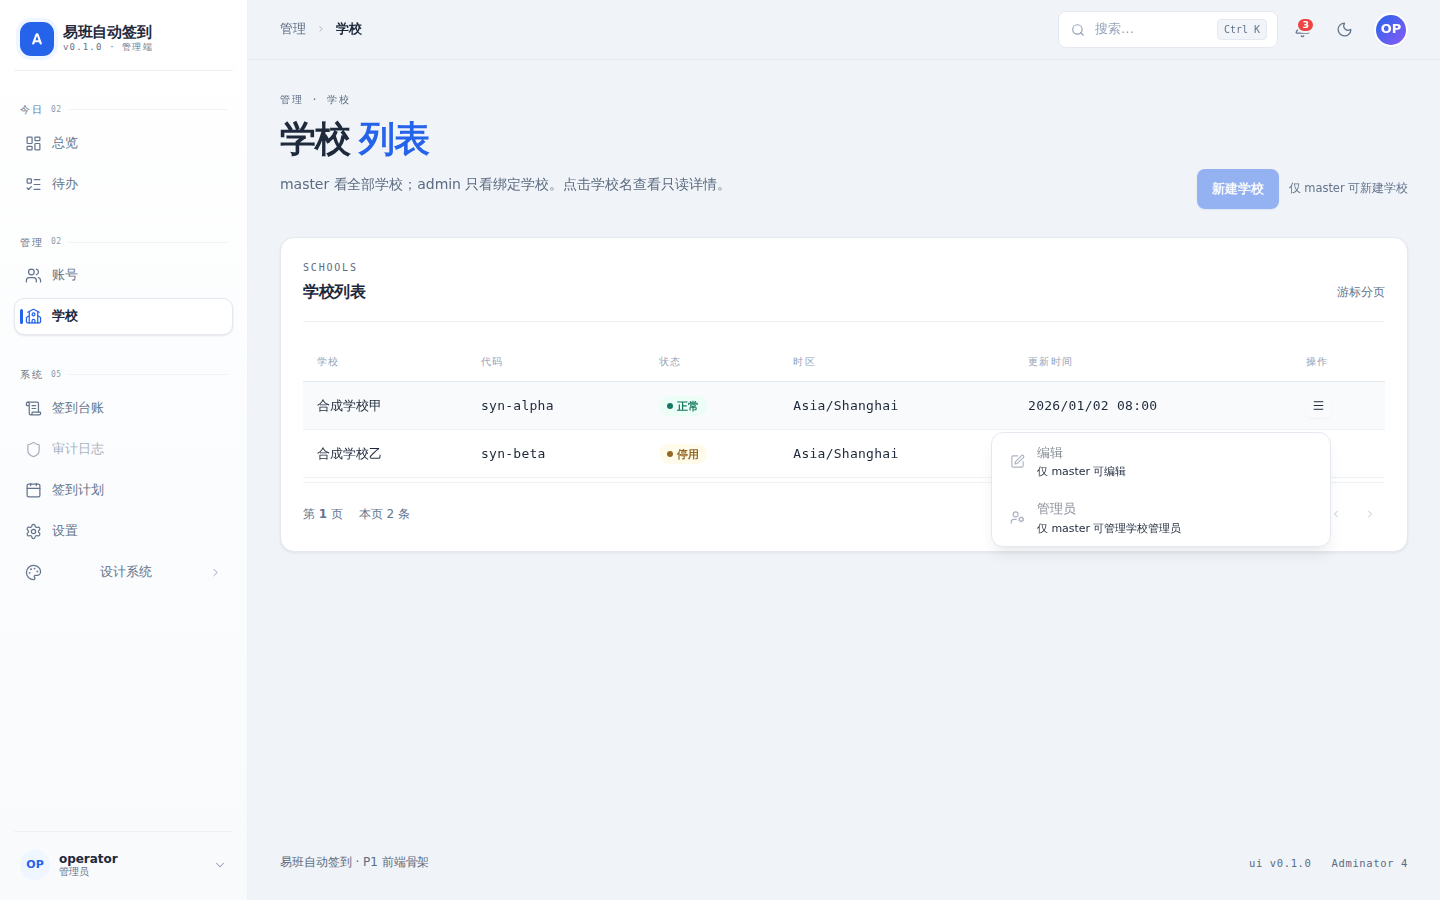 A
易班自动签到
v0.1.0 · 管理端
今日 02
总览
待办
管理 02
账号
学校
系统 05
签到台账
审计日志
签到计划
设置
设计系统
OP
operator
管理员
管理 › 学校
搜索… Ctrl K
3
OP
管理 · 学校
学校 列表
master 看全部学校；admin 只看绑定学校。点击学校名查看只读详情。
新建学校 仅 master 可新建学校
SCHOOLS
学校列表
游标分页
学校 代码 状态 时区 更新时间 操作
合成学校甲 syn-alpha 正常 Asia/Shanghai 2026/01/02 08:00
合成学校乙 syn-beta 停用 Asia/Shanghai
编辑
仅 master 可编辑
管理员
仅 master 可管理学校管理员
第 1 页 本页 2 条
易班自动签到 · P1 前端骨架
ui v0.1.0 Adminator 4